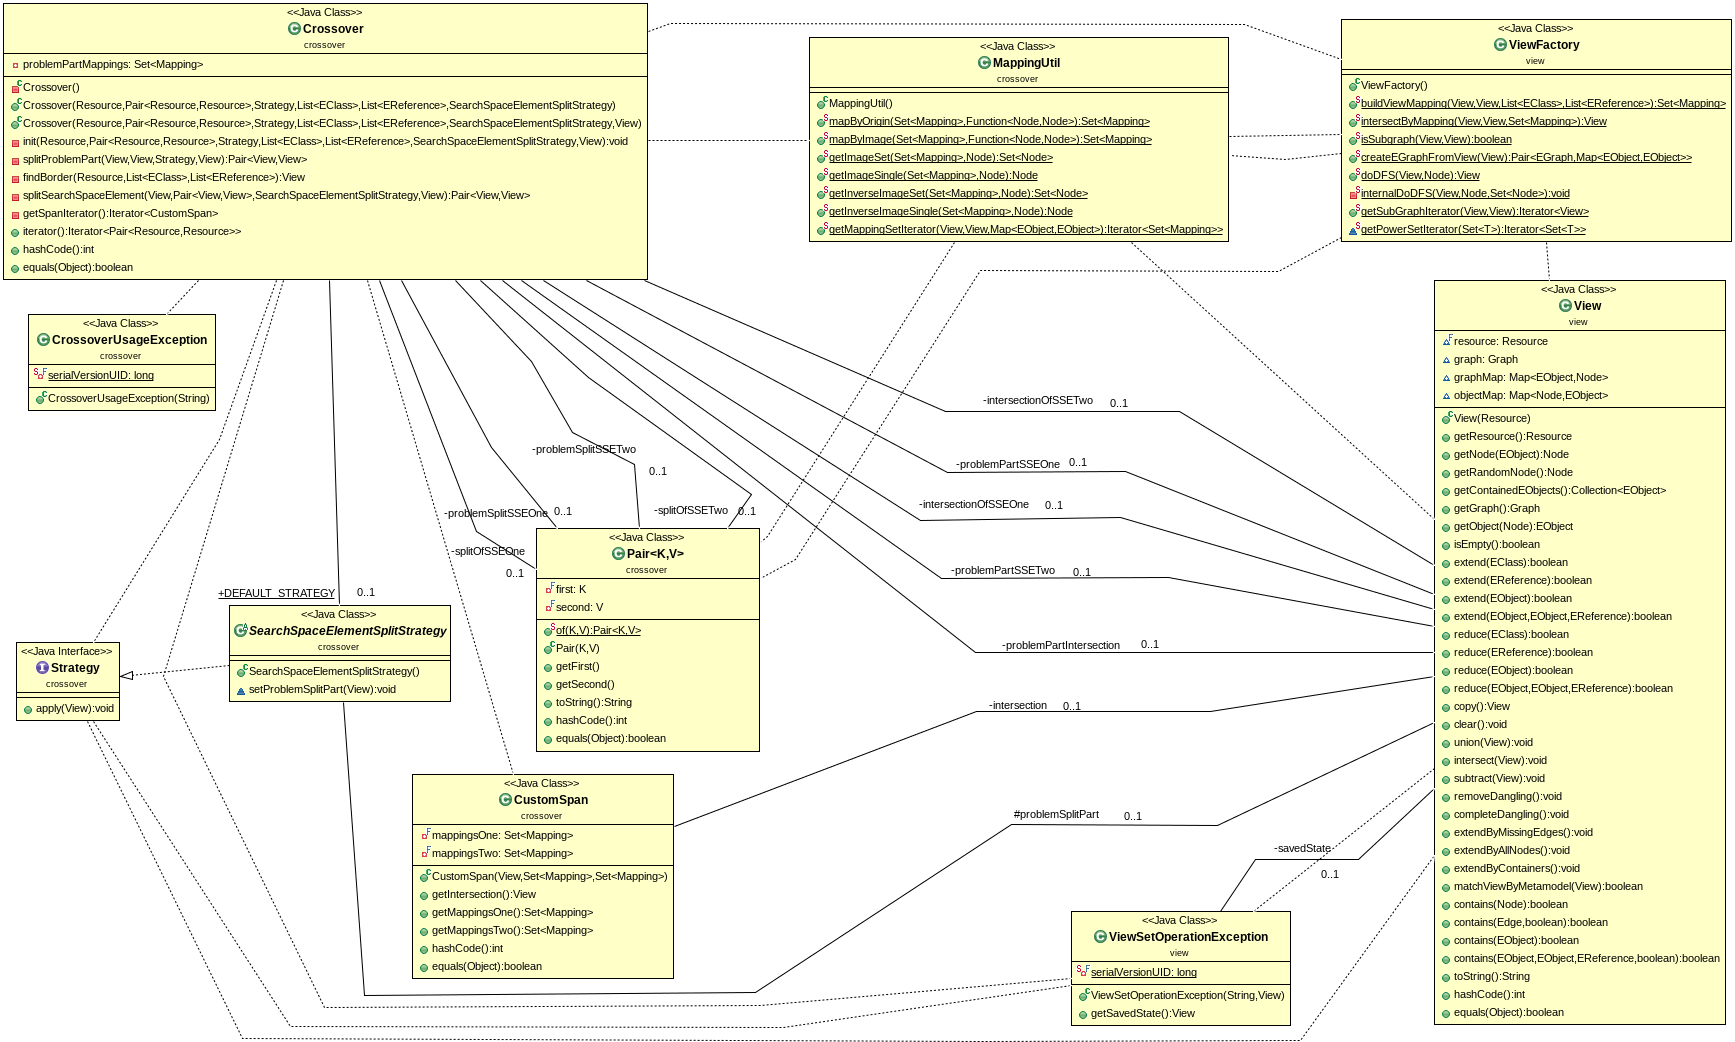 <<Java Class>>
Crossover
crossover
problemPartMappings: Set<Mapping>
Crossover()
Crossover(Resource,Pair<Resource,Resource>,Strategy,List<EClass>,List<EReference>,SearchSpaceElementSplitStrategy)
Crossover(Resource,Pair<Resource,Resource>,Strategy,List<EClass>,List<EReference>,SearchSpaceElementSplitStrategy,View)
init(Resource,Pair<Resource,Resource>,Strategy,List<EClass>,List<EReference>,SearchSpaceElementSplitStrategy,View):void
splitProblemPart(View,View,Strategy,View):Pair<View,View>
findBorder(Resource,List<EClass>,List<EReference>):View
splitSearchSpaceElement(View,Pair<View,View>,SearchSpaceElementSplitStrategy,View):Pair<View,View>
getSpanIterator():Iterator<CustomSpan>
iterator():Iterator<Pair<Resource,Resource>>
hashCode():int
equals(Object):boolean
<<Java Class>>
MappingUtil
crossover
MappingUtil()
mapByOrigin(Set<Mapping>,Function<Node,Node>):Set<Mapping>
mapByImage(Set<Mapping>,Function<Node,Node>):Set<Mapping>
getImageSet(Set<Mapping>,Node):Set<Node>
getImageSingle(Set<Mapping>,Node):Node
getInverseImageSet(Set<Mapping>,Node):Set<Node>
getInverseImageSingle(Set<Mapping>,Node):Node
getMappingSetIterator(View,View,Map<EObject,EObject>):Iterator<Set<Mapping>>
<<Java Class>>
ViewFactory
view
ViewFactory()
buildViewMapping(View,View,List<EClass>,List<EReference>):Set<Mapping>
intersectByMapping(View,View,Set<Mapping>):View
isSubgraph(View,View):boolean
createEGraphFromView(View):Pair<EGraph,Map<EObject,EObject>>
doDFS(View,Node):View
internalDoDFS(View,Node,Set<Node>):void
getSubGraphIterator(View,View):Iterator<View>
getPowerSetIterator(Set<T>):Iterator<Set<T>>
<<Java Class>>
CrossoverUsageException
crossover
serialVersionUID: long
CrossoverUsageException(String)
<<Java Class>>
View
view
resource: Resource
graph: Graph
graphMap: Map<EObject,Node>
objectMap: Map<Node,EObject>
View(Resource)
getResource():Resource
getNode(EObject):Node
getRandomNode():Node
getContainedEObjects():Collection<EObject>
getGraph():Graph
getObject(Node):EObject
isEmpty():boolean
extend(EClass):boolean
extend(EReference):boolean
extend(EObject):boolean
extend(EObject,EObject,EReference):boolean
reduce(EClass):boolean
reduce(EReference):boolean
reduce(EObject):boolean
reduce(EObject,EObject,EReference):boolean
copy():View
clear():void
union(View):void
intersect(View):void
subtract(View):void
removeDangling():void
completeDangling():void
extendByMissingEdges():void
extendByAllNodes():void
extendByContainers():void
matchViewByMetamodel(View):boolean
contains(Node):boolean
contains(Edge,boolean):boolean
contains(EObject):boolean
contains(EObject,EObject,EReference,boolean):boolean
toString():String
hashCode():int
equals(Object):boolean
-intersectionOfSSETwo
0..1
-problemSplitSSETwo
0..1
-problemPartSSEOne
0..1
-problemSplitSSEOne
0..1
-splitOfSSETwo
0..1
-intersectionOfSSEOne
0..1
-splitOfSSEOne
0..1
-problemPartSSETwo
0..1
+DEFAULT_STRATEGY
0..1
-problemPartIntersection
0..1
-intersection
0..1
#problemSplitPart
0..1
-savedState
0..1
<<Java Class>>
Pair<K,V>
crossover
first: K
second: V
of(K,V):Pair<K,V>
Pair(K,V)
getFirst()
getSecond()
toString():String
hashCode():int
equals(Object):boolean
<<Java Class>>
SearchSpaceElementSplitStrategy
crossover
SearchSpaceElementSplitStrategy()
setProblemSplitPart(View):void
<<Java Interface>>
Strategy
crossover
apply(View):void
<<Java Class>>
CustomSpan
crossover
mappingsOne: Set<Mapping>
mappingsTwo: Set<Mapping>
CustomSpan(View,Set<Mapping>,Set<Mapping>)
getIntersection():View
getMappingsOne():Set<Mapping>
getMappingsTwo():Set<Mapping>
hashCode():int
equals(Object):boolean
<<Java Class>>
ViewSetOperationException
view
serialVersionUID: long
ViewSetOperationException(String,View)
getSavedState():View